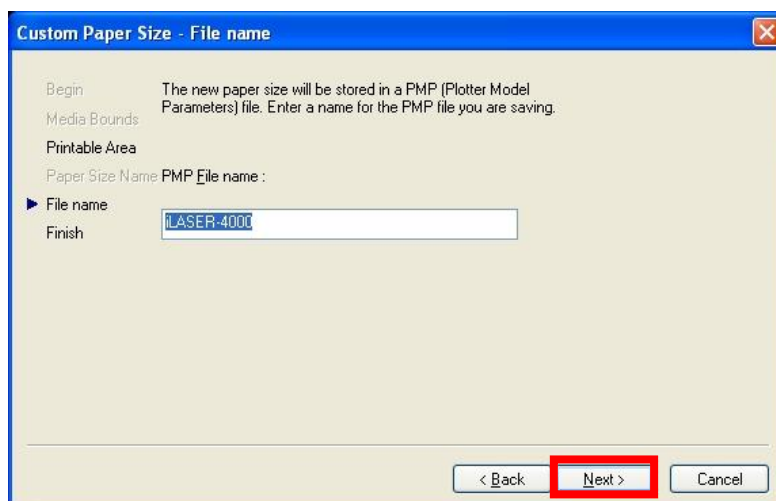 Custom Paper Size - File name
Begin
Media Bounds
Printable Area
Paper Size Name
File name
Finish
The new paper size will be stored in a PMP (Plotter Model
Parameters) file. Enter a name for the PMP file you are saving.
PMP File name :
iLASER-4000
< Back
Next >
Cancel